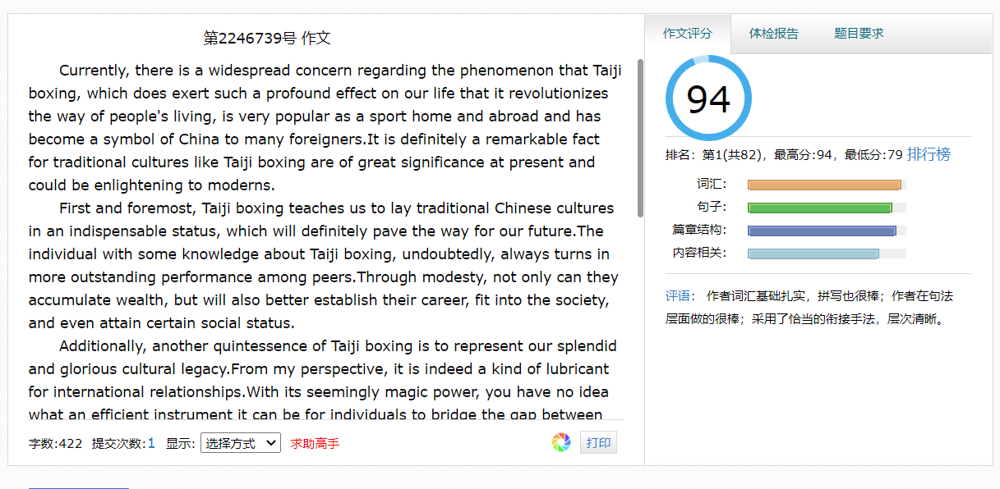 第2246739号 作文
Currently, there is a widespread concern regarding the phenomenon that Taiji
boxing, which does exert such a profound effect on our life that it revolutionizes
the way of people's living, is very popular as a sport home and abroad and has
become a symbol of China to many foreigners.It is definitely a remarkable fact
for traditional cultures like Taiji boxing are of great significance at present and
could be enlightening to moderns.
First and foremost, Taiji boxing teaches us to lay traditional Chinese cultures
in an indispensable status, which will definitely pave the way for our future.The
individual with some knowledge about Taiji boxing, undoubtedly, always turns in
more outstanding performance among peers.Through modesty, not only can they
accumulate wealth, but will also better establish their career, fit into the society,
and even attain certain social status.
Additionally, another quintessence of Taiji boxing is to represent our splendid
and glorious cultural legacy.From my perspective, it is indeed a kind of lubricant
for international relationships.With its seemingly magic power, you have no idea
what an efficient instrument it can be for individuals to bridge the gap between
字数:422 提交次数:1 显示: 选择方式 求助高手
打印
作文评分 体检报告 题目要求
94
排名：第1(共82)，最高分:94，最低分:79 排行榜
词汇：
句子：
篇章结构：
内容相关：
评语： 作者词汇基础扎实，拼写也很棒；作者在句法
层面做的很棒；采用了恰当的衔接手法，层次清晰。